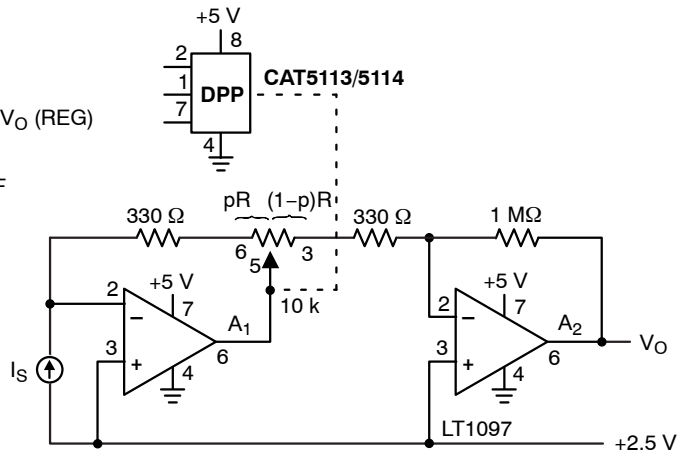 +5 V
8
2
1
7
4
DPP
CAT5113/5114
V_O (REG)
F
pR (1−p)R
330 Ω
6
5
3
330 Ω
1 MΩ
10 k
+5 V
7
2
−
3
+
A₁
6
4
I_S
+5 V
7
2
−
3
+
A₂
6
4
V_O
LT1097
+2.5 V